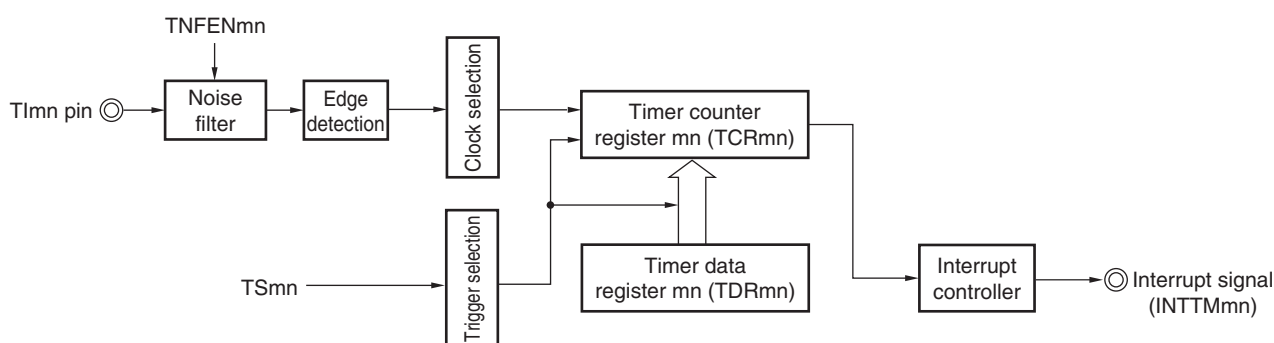 TNFENmn
TImn pin
Noise
filter
Edge
detection
Clock selection
Timer counter
register mn (TCRmn)
TSmn
Trigger selection
Timer data
register mn (TDRmn)
Interrupt
controller
Interrupt signal
(INTTMmn)